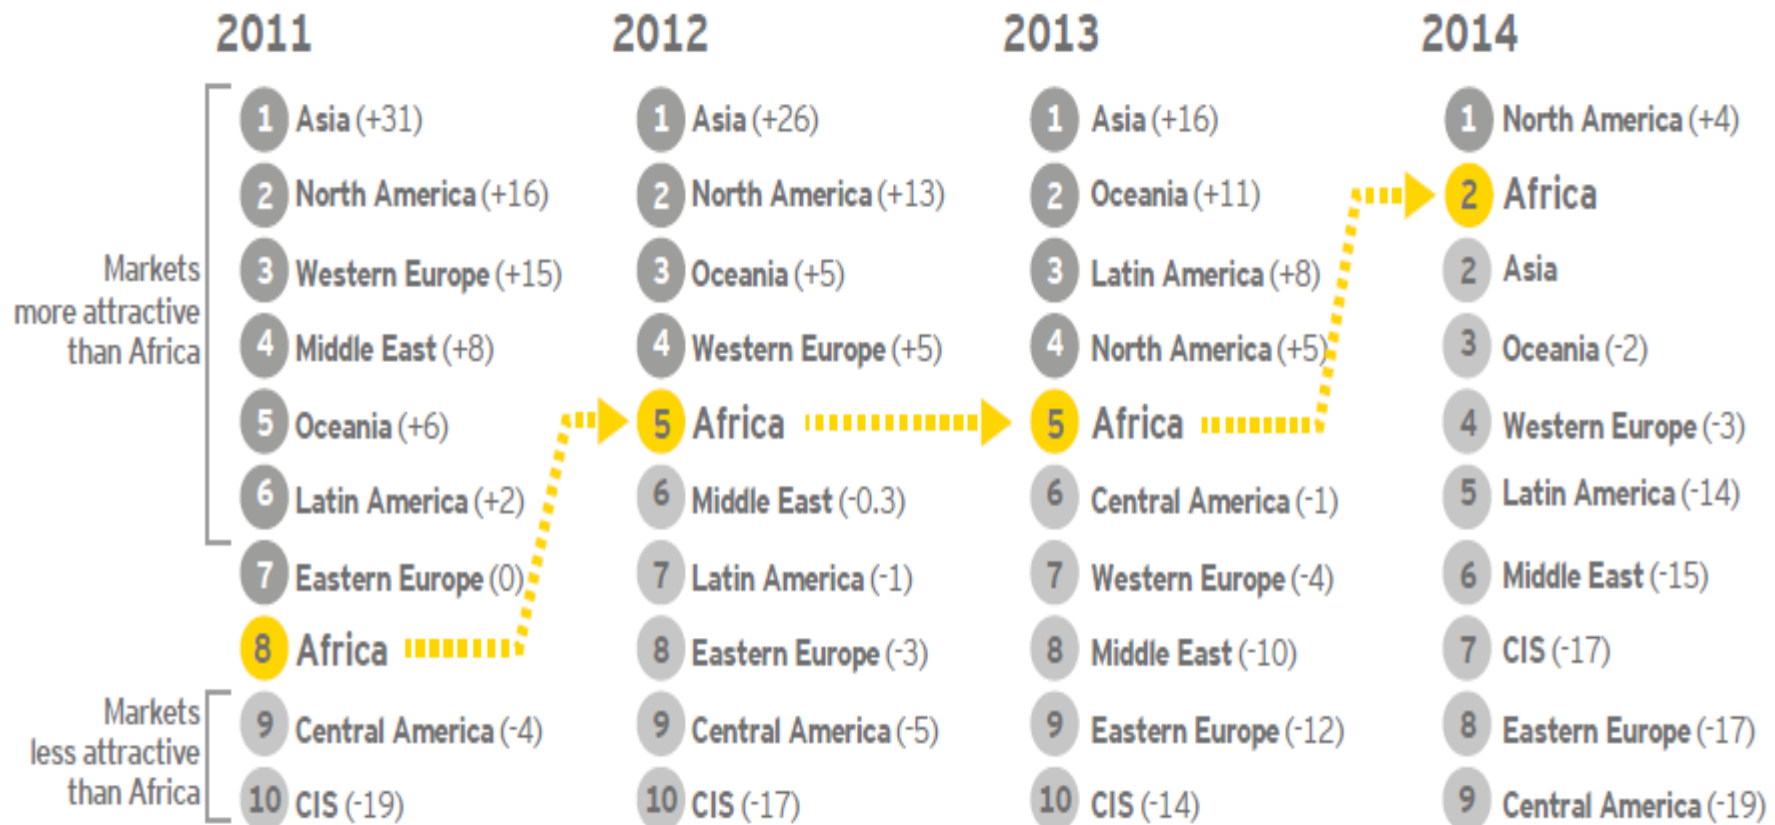 2011
2012
2013
2014
Markets
more attractive
than Africa
1 Asia (+31)
2 North America (+16)
3 Western Europe (+15)
4 Middle East (+8)
5 Oceania (+6)
6 Latin America (+2)
7 Eastern Europe (0)
8 Africa
Markets
less attractive
than Africa
9 Central America (-4)
10 CIS (-19)
1 Asia (+26)
2 North America (+13)
3 Oceania (+5)
4 Western Europe (+5)
5 Africa
6 Middle East (-0.3)
7 Latin America (-1)
8 Eastern Europe (-3)
9 Central America (-5)
10 CIS (-17)
1 Asia (+16)
2 Oceania (+11)
3 Latin America (+8)
4 North America (+5)
5 Africa
6 Central America (-1)
7 Western Europe (-4)
8 Middle East (-10)
9 Eastern Europe (-12)
10 CIS (-14)
1 North America (+4)
2 Africa
2 Asia
3 Oceania (-2)
4 Western Europe (-3)
5 Latin America (-14)
6 Middle East (-15)
7 CIS (-17)
8 Eastern Europe (-17)
9 Central America (-19)